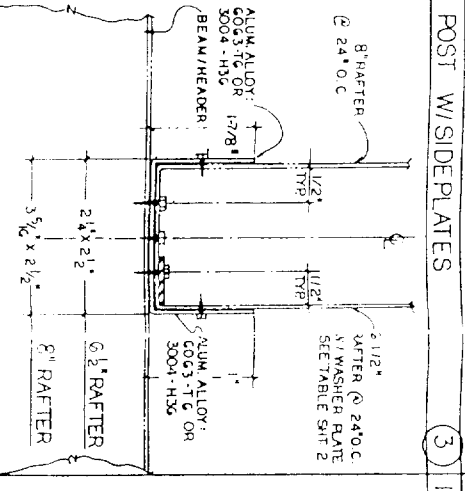 POST W/SIDEPLATES
3
8" RAFTER
@ 24" O.C
ALUM. ALLOY:
6063-T6 OR
3004-H36
BEAM/HEADER
1-7/8"
1/2"
TYP.
1/2"
TYP
6 1/2"
RAFTER @ 24" O.C.
W/ WASHER PLATE
SEE TABLE SHT 2
ALUM. ALLOY:
6063-T6 OR
3004-H36
2 1/4" X 2 1/2"
6 1/2" RAFTER
3 5/16" X 2 1/2"
8" RAFTER